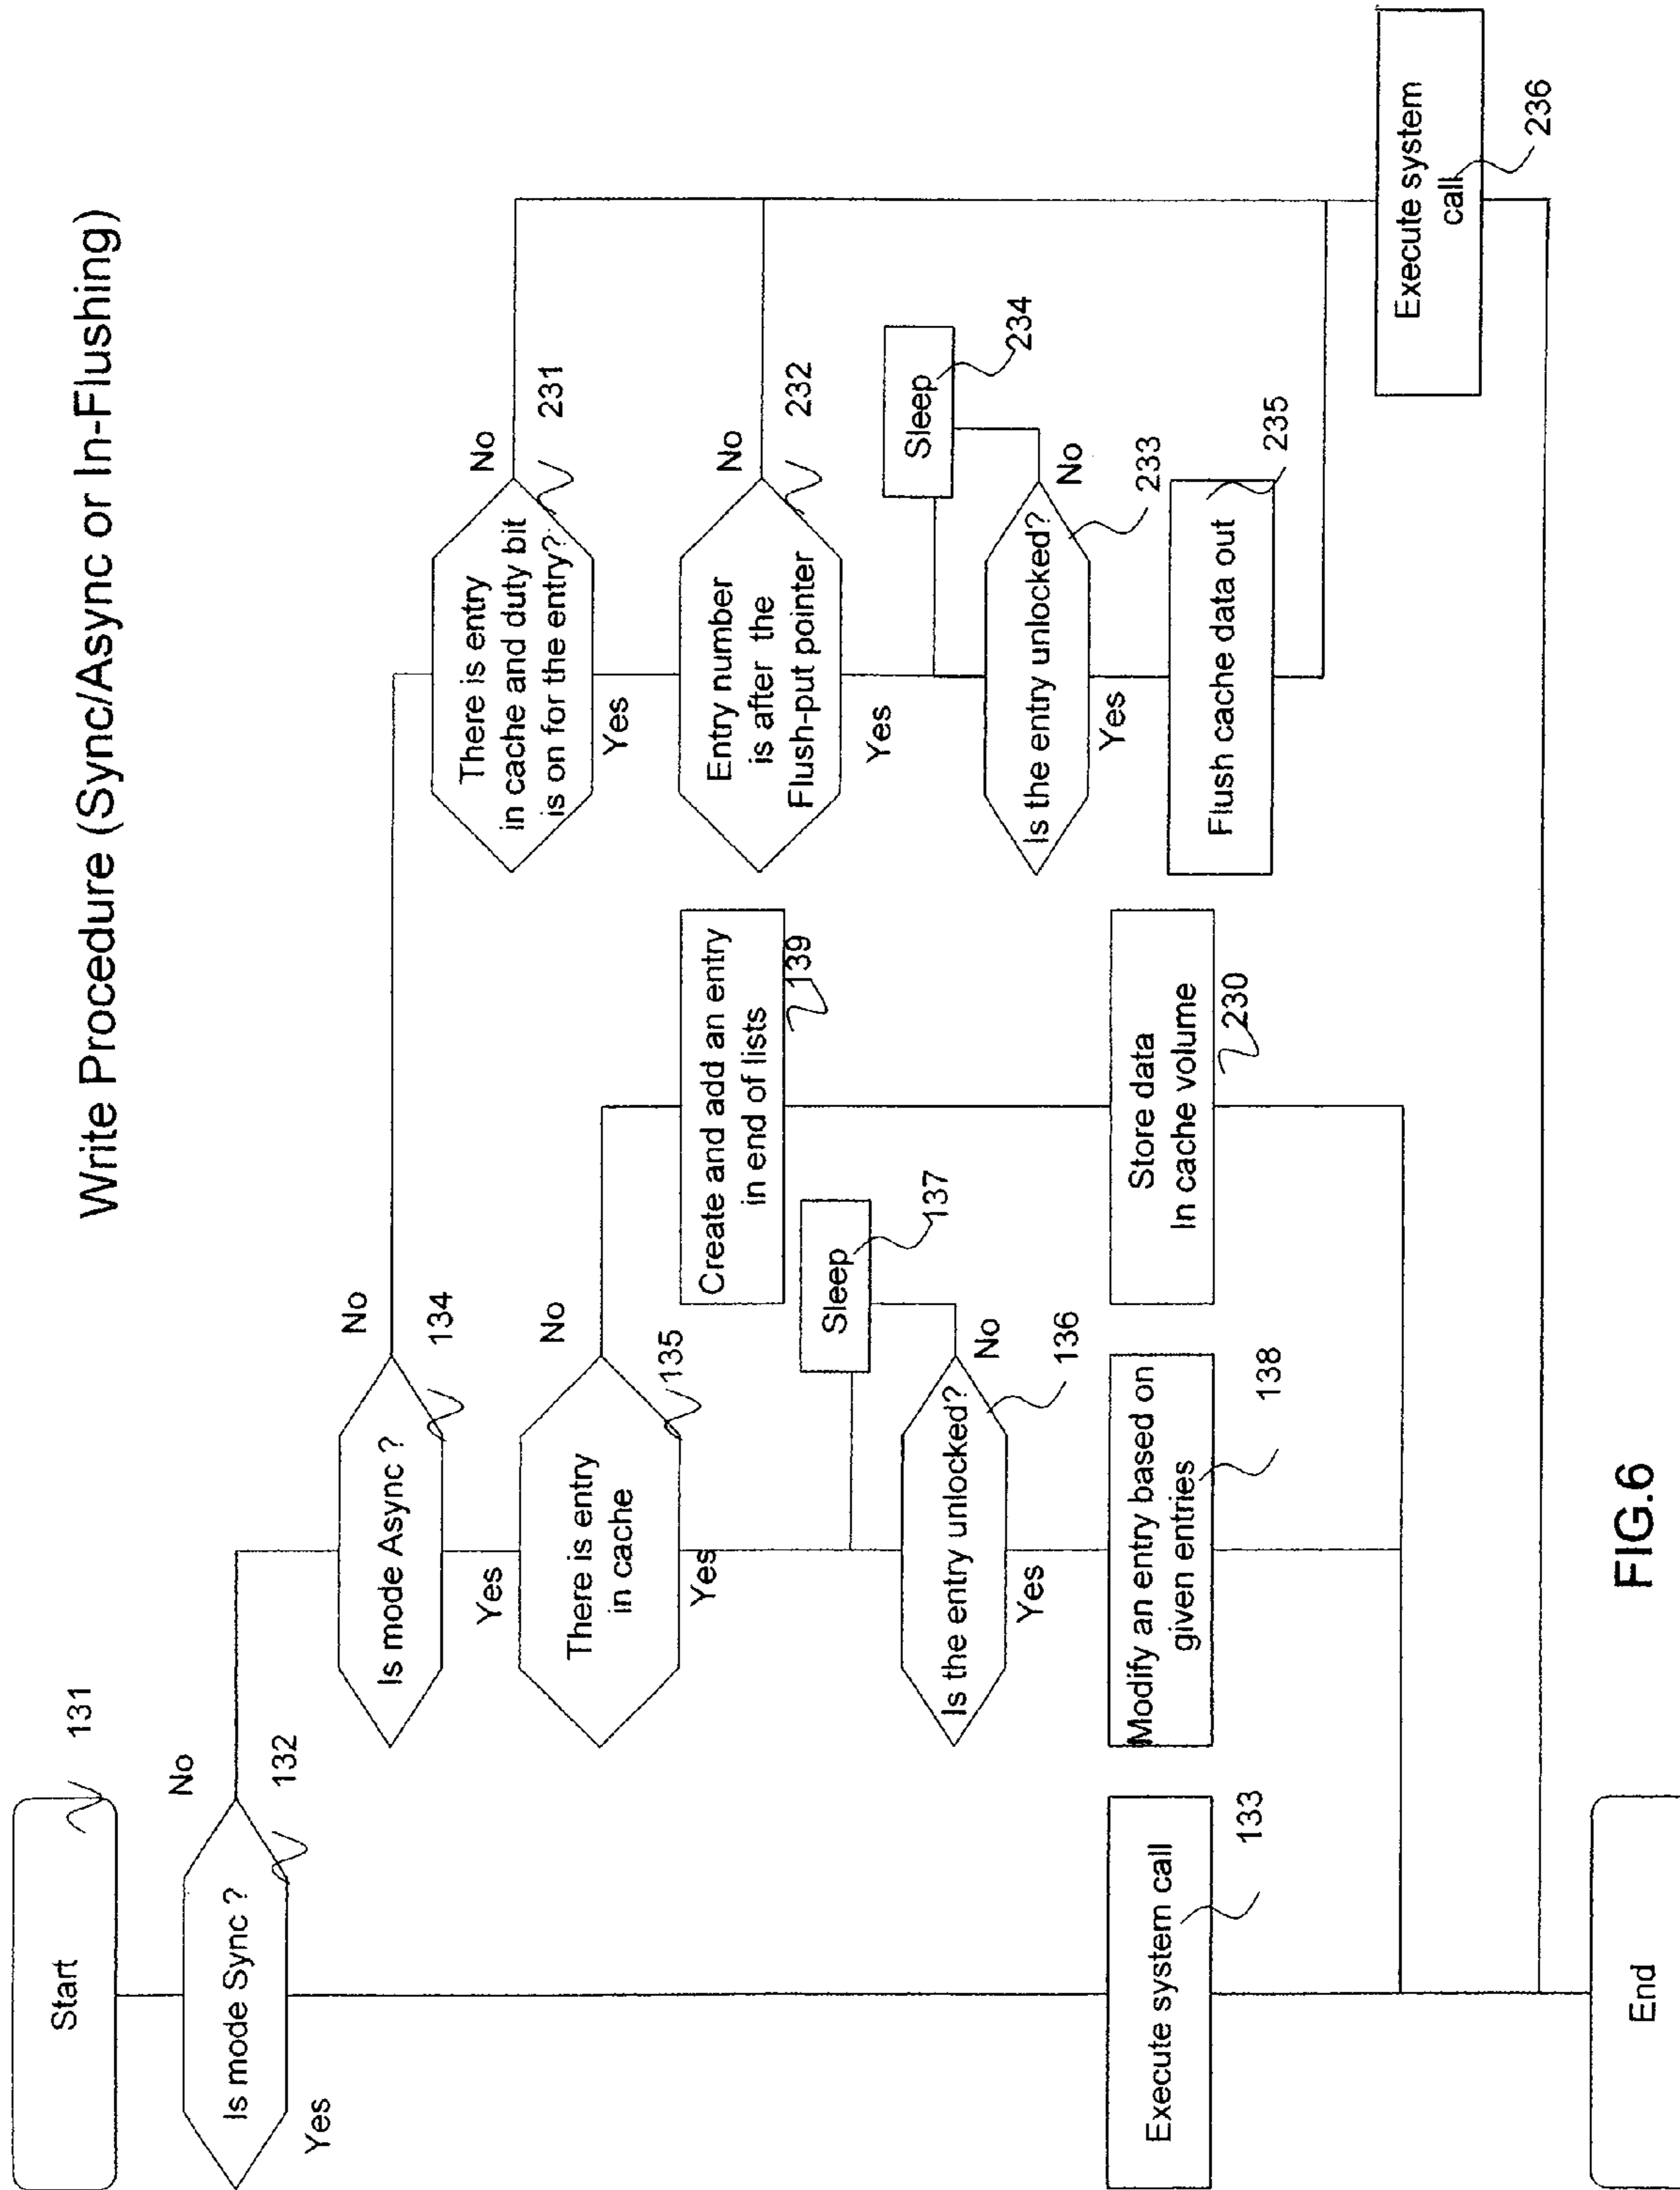 Write Procedure (Sync/Async or In-Flushing)
Start
131
Is mode Sync ?
132
No
Yes
Is mode Async ?
134
No
Yes
There is entry
in cache
135
No
Yes
Is the entry unlocked?
136
No
Yes
Sleep
137
Modify an entry based on
given entries
138
Create and add an entry
in end of lists
139
Store data
In cache volume
230
Execute system call
133
There is entry
in cache and duty bit
is on for the entry?
231
No
Yes
Entry number
is after the
Flush-put pointer
232
No
Yes
Is the entry unlocked?
233
No
Yes
Sleep
234
Flush cache data out
235
Execute system
call
236
End
FIG.6